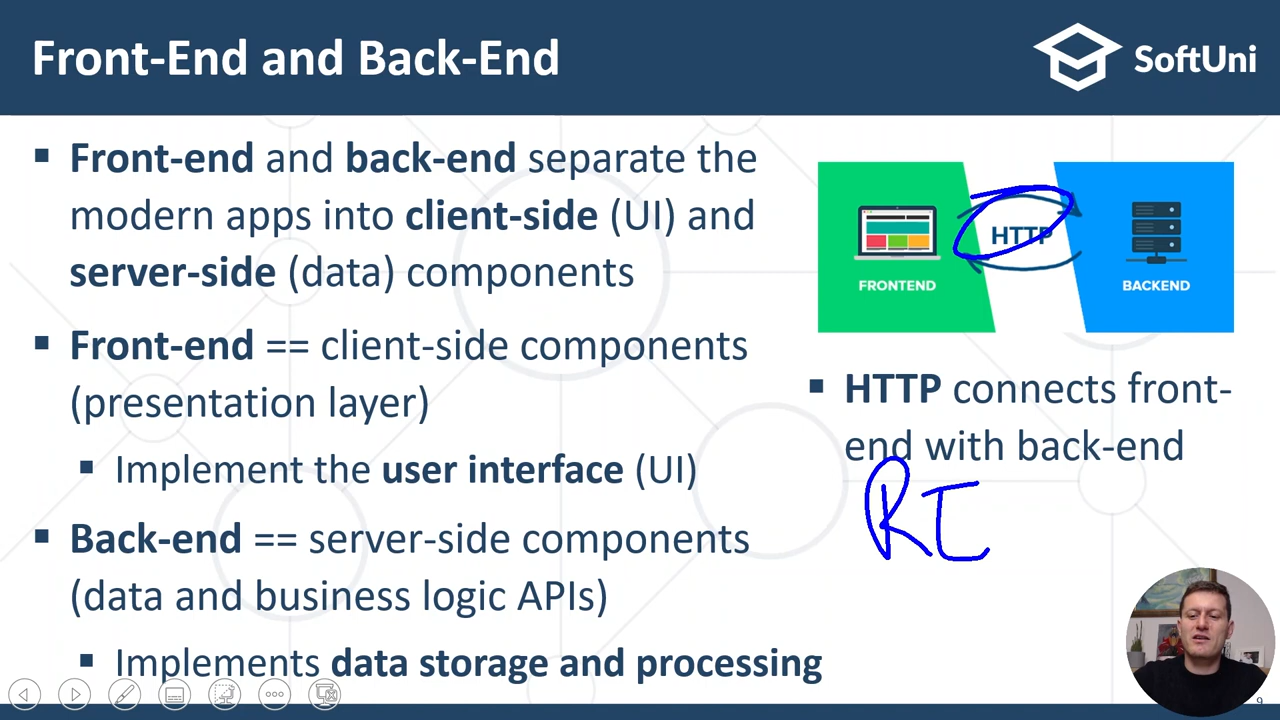 Front-End and Back-End
SoftUni
▪ Front-end and back-end separate the
modern apps into client-side (UI) and
server-side (data) components
▪ Front-end == client-side components
(presentation layer)
▪ Implement the user interface (UI)
▪ Back-end == server-side components
(data and business logic APIs)
▪ Implements data storage and processing
FRONTEND
HTTP
BACKEND
▪ HTTP connects front-
end with back-end
RE
9